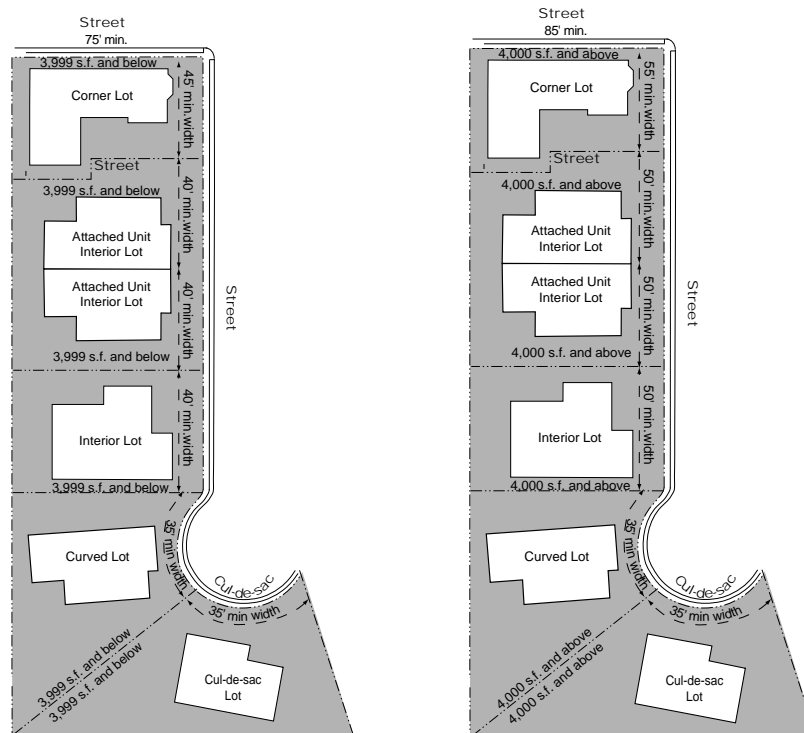 Street
75' min.
3,999 s.f. and below
Corner Lot
45' min.width
Street
3,999 s.f. and below
40' min.width
Attached Unit
Interior Lot
Attached Unit
Interior Lot
40' min.width
Street
3,999 s.f. and below
40' min.width
Interior Lot
3,999 s.f. and below
35' min width
Curved Lot
Cul-de-sac
35' min width
3,999 s.f. and below
3,999 s.f. and below
Cul-de-sac
Lot
Street
85' min.
4,000 s.f. and above
Corner Lot
55' min.width
Street
4,000 s.f. and above
50' min.width
Attached Unit
Interior Lot
Attached Unit
Interior Lot
50' min.width
Street
4,000 s.f. and above
50' min.width
Interior Lot
4,000 s.f. and above
35' min width
Curved Lot
Cul-de-sac
35' min width
4,000 s.f. and above
4,000 s.f. and above
Cul-de-sac
Lot